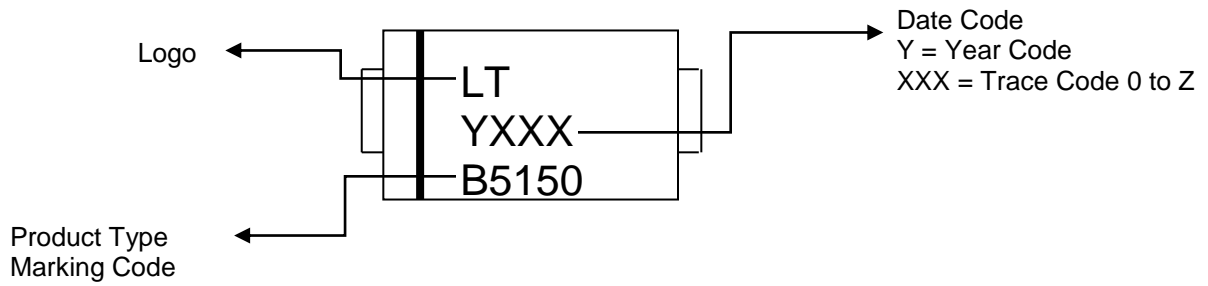 Logo
LT
YXXX
B5150
Date Code
Y = Year Code
XXX = Trace Code 0 to Z
Product Type
Marking Code